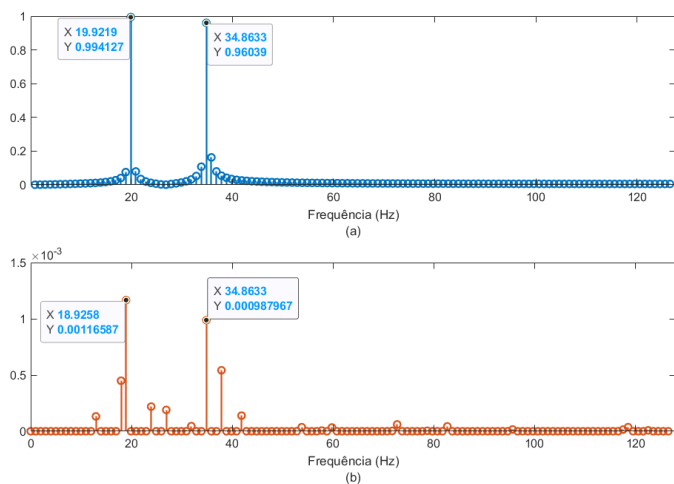 1
0.8
0.6
0.4
0.2
0
X 19.9219
Y 0.994127
X 34.8633
Y 0.96039
0 20 40 60 80 100 120
Frequência (Hz)
(a)
×10-3
1.5
1
0.5
0
X 18.9258
Y 0.00116587
X 34.8633
Y 0.000987967
0 20 40 60 80 100 120
Frequência (Hz)
(b)